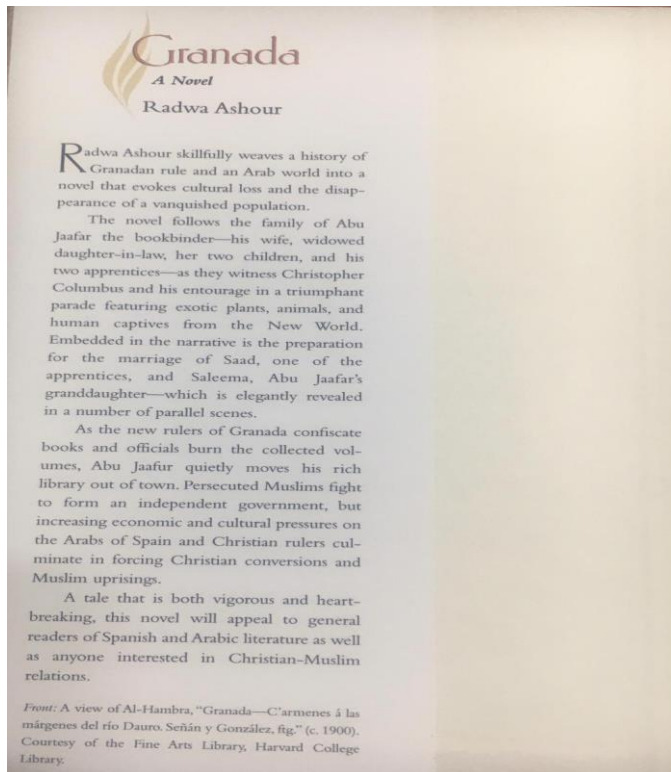 Granada
A Novel
Radwa Ashour
Radwa Ashour skillfully weaves a history of
Granadan rule and an Arab world into a
novel that evokes cultural loss and the disap-
pearance of a vanquished population.
The novel follows the family of Abu
Jaafar the bookbinder—his wife, widowed
daughter-in-law, her two children, and his
two apprentices—as they witness Christopher
Columbus and his entourage in a triumphant
parade featuring exotic plants, animals, and
human captives from the New World.
Embedded in the narrative is the preparation
for the marriage of Saad, one of the
apprentices, and Saleema, Abu Jaafar's
granddaughter—which is elegantly revealed
in a number of parallel scenes.
As the new rulers of Granada confiscate
books and officials burn the collected vol-
umes, Abu Jaafur quietly moves his rich
library out of town. Persecuted Muslims fight
to form an independent government, but
increasing economic and cultural pressures on
the Arabs of Spain and Christian rulers cul-
minate in forcing Christian conversions and
Muslim uprisings.
A tale that is both vigorous and heart-
breaking, this novel will appeal to general
readers of Spanish and Arabic literature as well
as anyone interested in Christian-Muslim
relations.
Front: A view of Al-Hambra, "Granada—C'armenes á las
márgenes del río Dauro. Señán y González, ftg." (c. 1900).
Courtesy of the Fine Arts Library, Harvard College
Library.